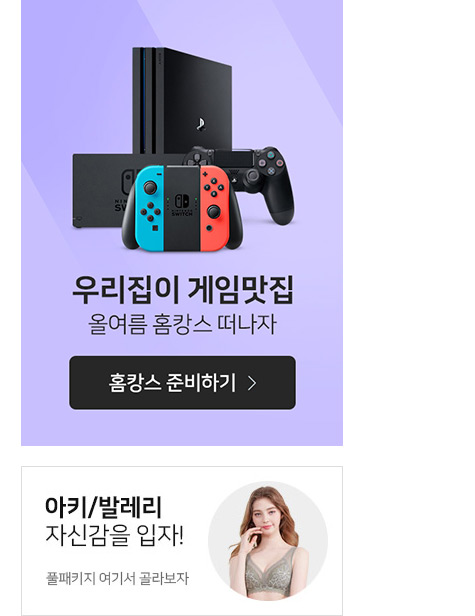 NINTENDO
SWITCH
우리집이 게임맛집
올여름 홈캉스 떠나자
홈캉스 준비하기 >
아키/발레리
자신감을 입자!
풀패키지 여기서 골라보자